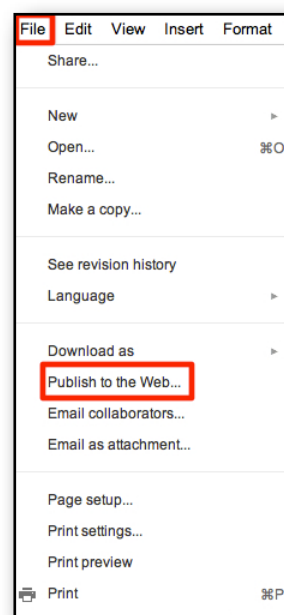 File Edit View Insert Format
Share...
New
Open... ⌘O
Rename...
Make a copy...
See revision history
Language
Download as
Publish to the Web...
Email collaborators...
Email as attachment...
Page setup...
Print settings...
Print preview
Print ⌘P